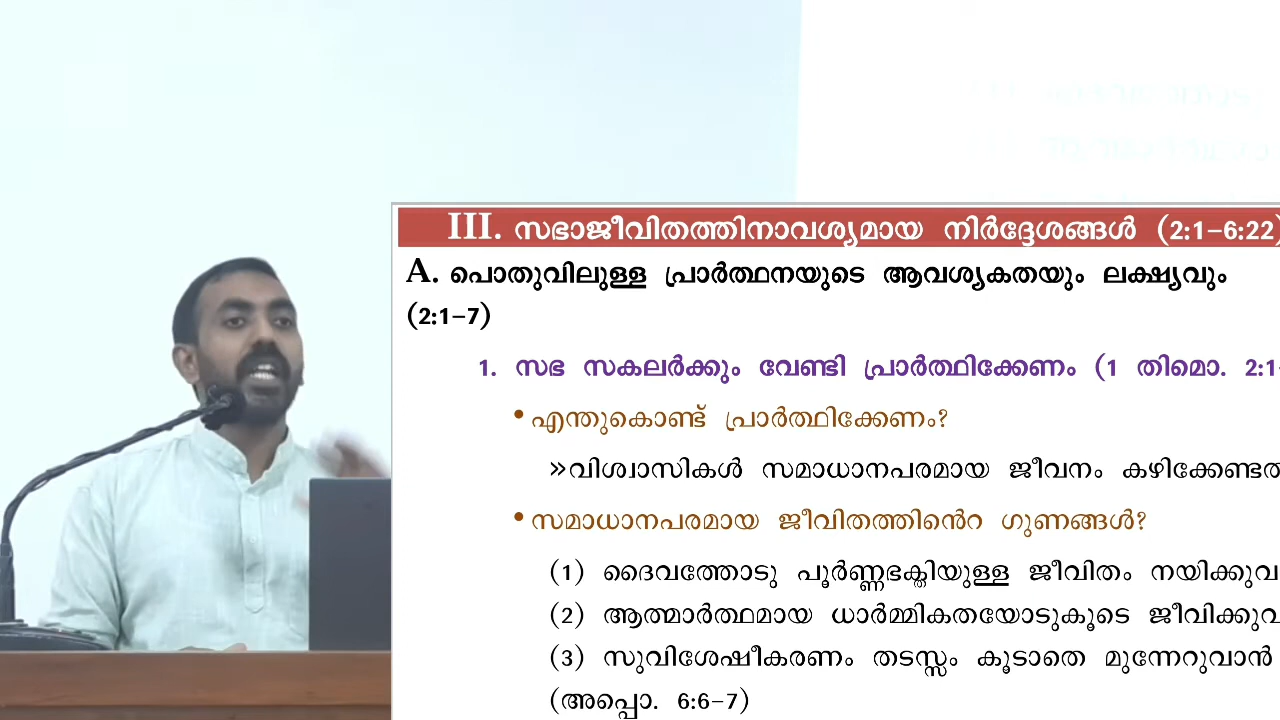 III. സഭാജീവിതത്തിനാവശ്യമായ നിർദ്ദേശങ്ങൾ (2:1-6:22)
A. പൊതുവിലുള്ള പ്രാർത്ഥനയുടെ ആവശ്യകതയും ലക്ഷ്യവും
(2:1-7)
1. സഭ സകലർക്കും വേണ്ടി പ്രാർത്ഥിക്കേണം (1 തിമൊ. 2:1-
• എന്തുകൊണ്ട് പ്രാർത്ഥിക്കേണം?
» വിശ്വാസികൾ സമാധാനപരമായ ജീവനം
• സമാധാനപരമായ ജീവിതത്തിന്റെ ഗുണങ്ങൾ?
(1) ദൈവത്തോടു പൂർണ്ണഭക്തിയുള്ള ജീവിതം
(2) ആത്മാർത്ഥമായ ധാർമ്മികതയോടുകൂടെ
(3) സുവിശേഷീകരണം തടസ്സം കൂടാതെ മുന്നേറുവാൻ
(അപ്പൊ. 6:6-7)